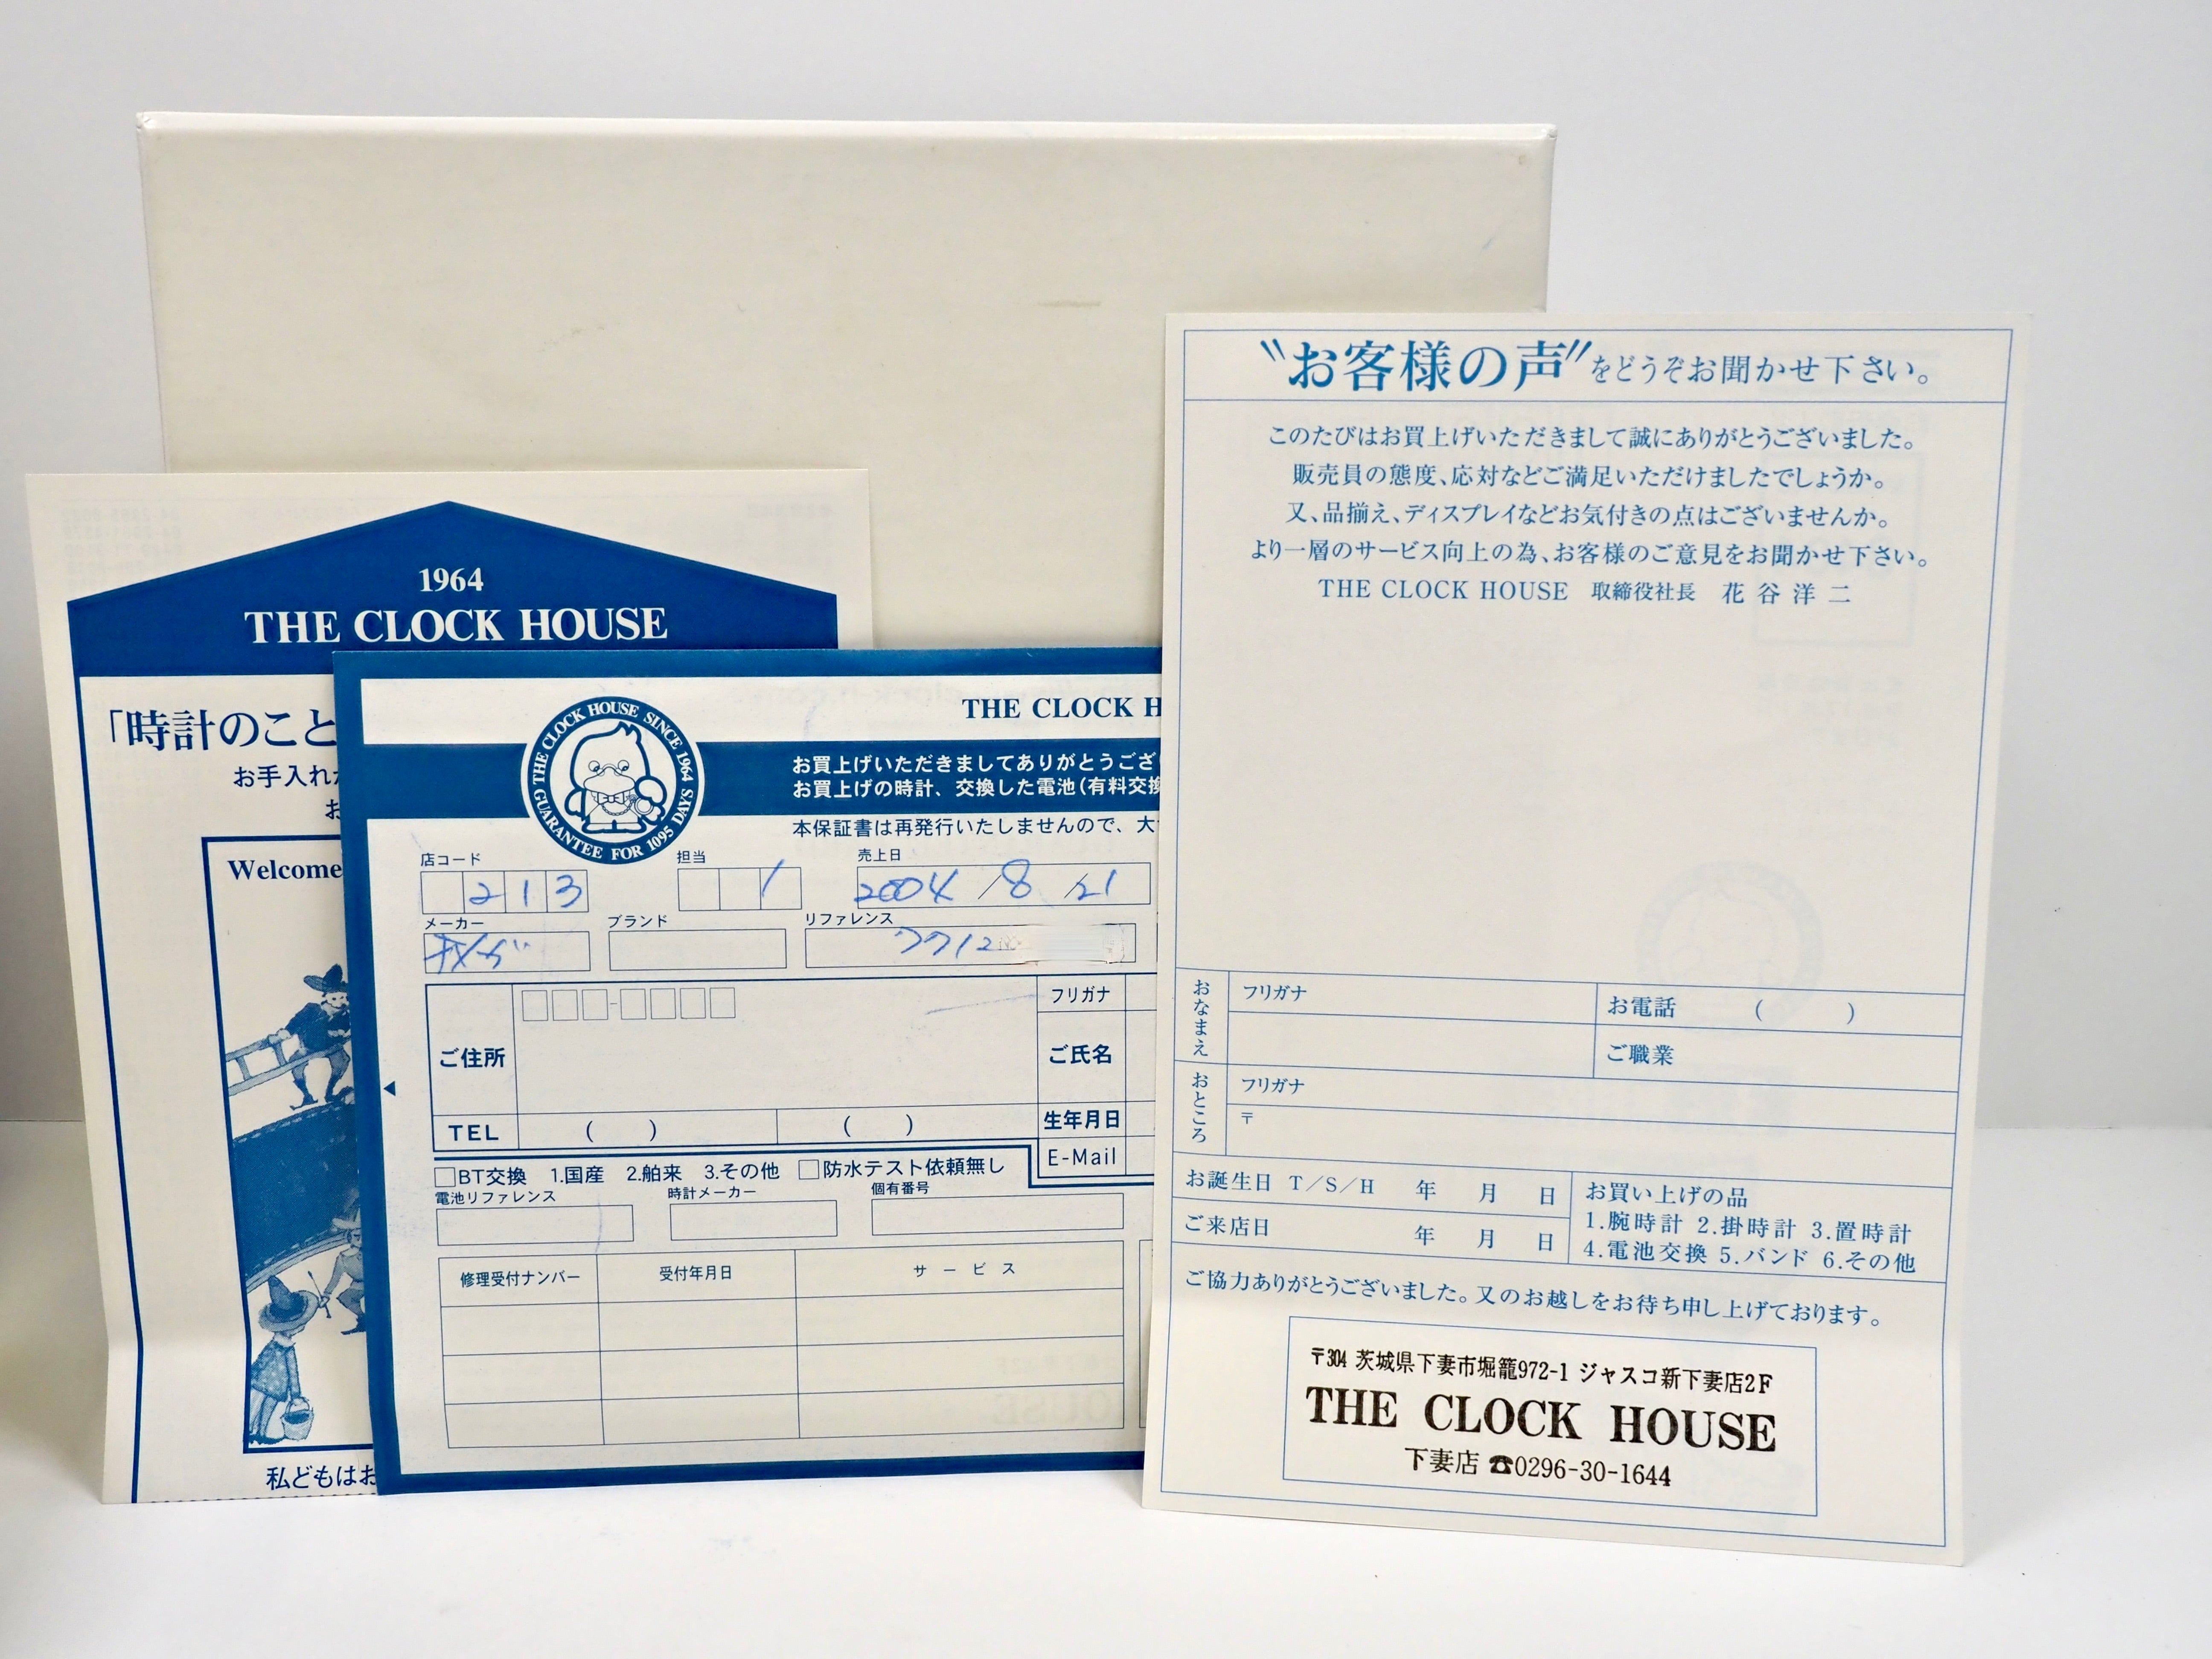 1964
THE CLOCK HOUSE
「時計のこと
お手入れ
お
Welcome
私どもはお
THE CLOCK H
THE CLOCK HOUSE SINCE 1964
GUARANTEE FOR 1095 DAYS
お買上げいただきましてありがとうござ
お買上げの時計、交換した電池(有料交換
本保証書は再発行いたしませんので、大
店コード
213
担当
1
売上日
2004/8/21
メーカー
オメガ
ブランド
リファレンス
7712
ご住所
フリガナ
ご氏名
TEL ( ) ( )
生年月日
E-Mail
□BT交換 1.国産 2.舶来 3.その他 □防水テスト依頼無し
電池リファレンス
時計メーカー
個有番号
修理受付ナンバー
受付年月日
サービス
"お客様の声"をどうぞお聞かせ下さい。
このたびはお買上げいただきまして誠にありがとうございました。
販売員の態度、応対などご満足いただけましたでしょうか。
又、品揃え、ディスプレイなどお気付きの点はございませんか。
より一層のサービス向上の為、お客様のご意見をお聞かせ下さい。
THE CLOCK HOUSE 取締役社長 花谷洋二
おなまえ
フリガナ
お電話 ( )
ご職業
おところ
フリガナ
〒
お誕生日 T/S/H 年 月 日
ご来店日 年 月 日
お買い上げの品
1.腕時計 2.掛時計 3.置時計
4.電池交換 5.バンド 6.その他
ご協力ありがとうございました。又のお越しをお待ち申し上げております。
〒304 茨城県下妻市堀籠972-1 ジャスコ新下妻店2F
THE CLOCK HOUSE
下妻店 ☎0296-30-1644